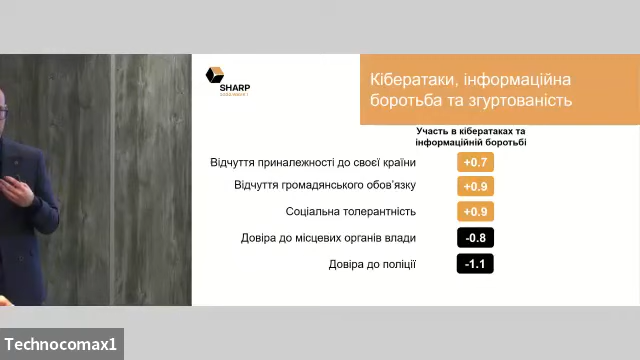 SHARP
Кібератаки, інформаційна
боротьба та згуртованість
Участь в кібератаках та
інформаційній боротьбі
Відчуття приналежності до своєї країни +0.7
Відчуття громадянського обов'язку +0.9
Соціальна толерантність +0.9
Довіра до місцевих органів влади -0.8
Довіра до поліції -1.1
Technocomax1